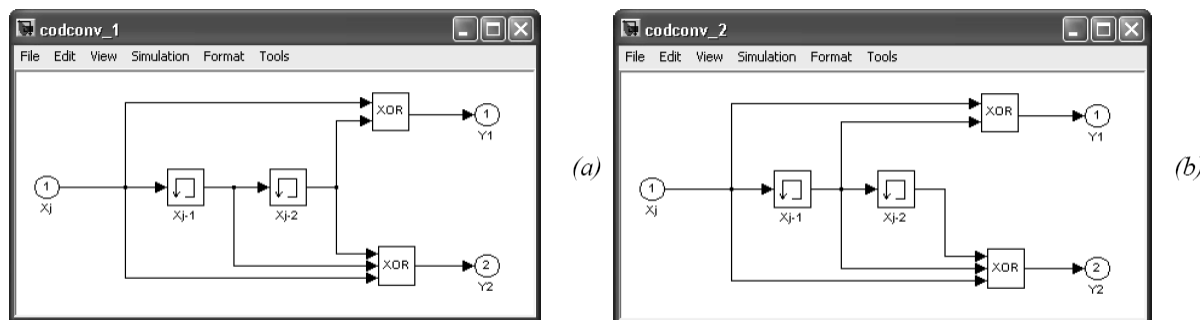 codconv_1
File Edit View Simulation Format Tools
XOR
1
Y1
1
Xj
Xj-1
Xj-2
XOR
2
Y2
(a)
codconv_2
File Edit View Simulation Format Tools
XOR
1
Y1
1
Xj
Xj-1
Xj-2
XOR
2
Y2
(b)